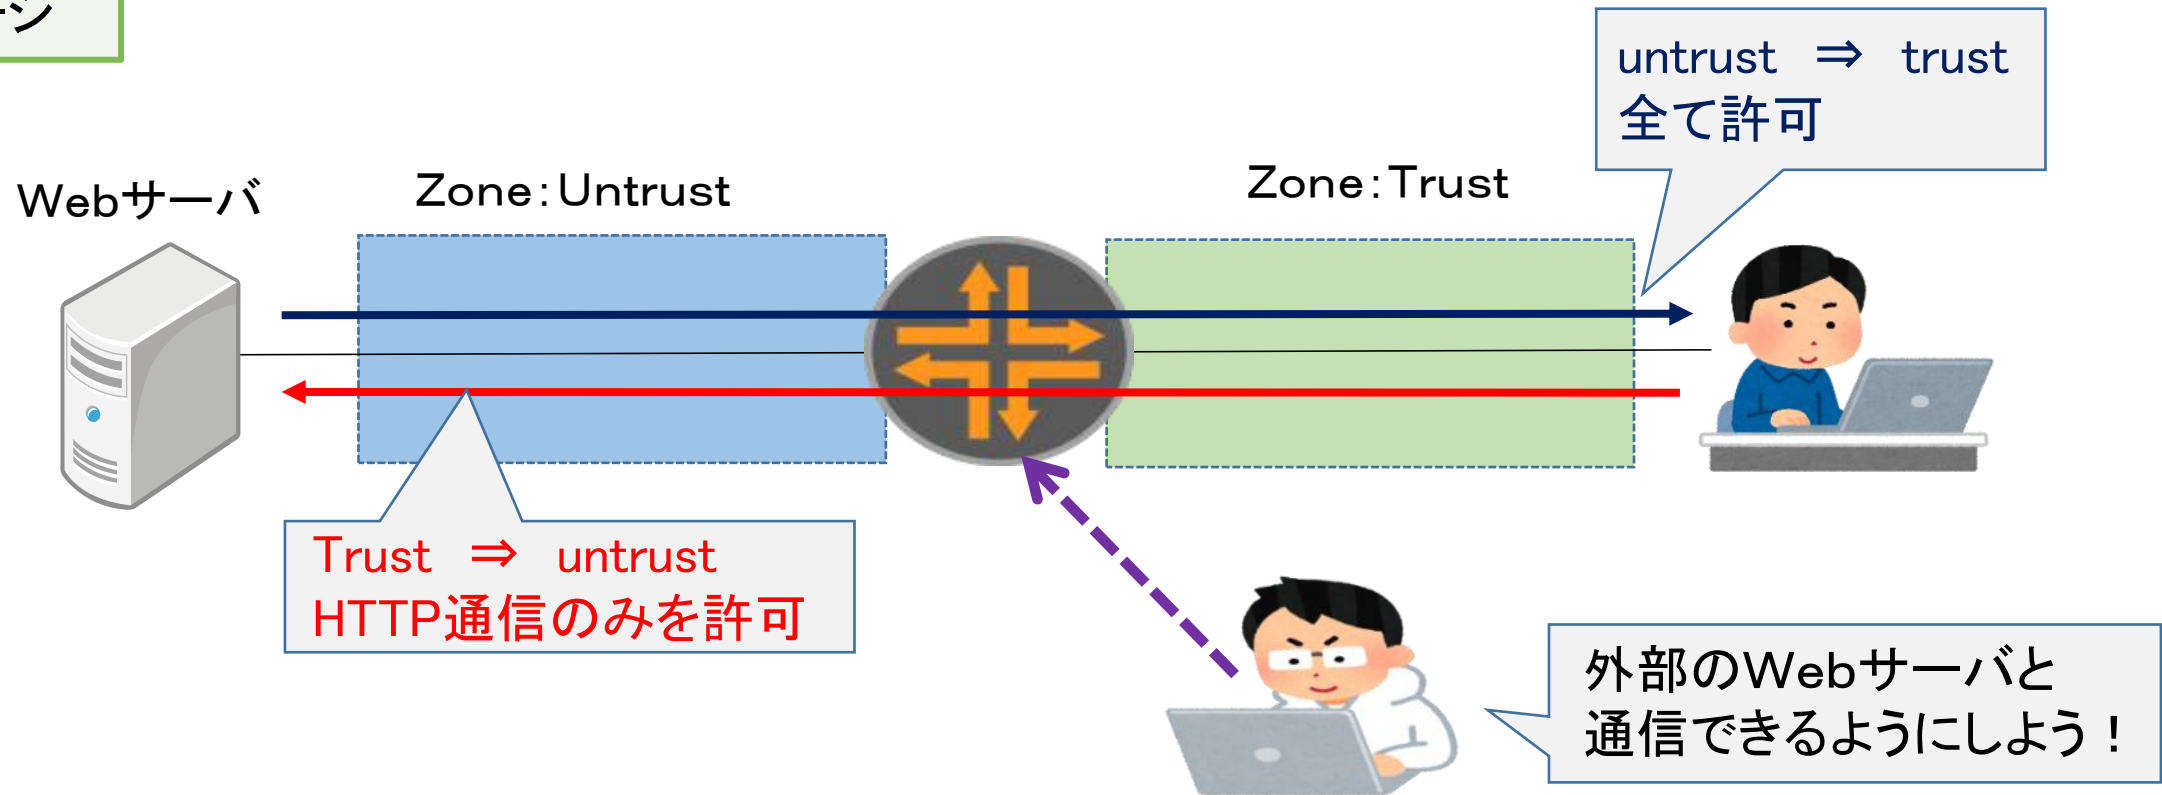 ージ
untrust ⇒ trust
全て許可
Webサーバ
Zone：Untrust
Zone：Trust
Trust ⇒ untrust
HTTP通信のみを許可
外部のWebサーバと
通信できるようにしよう！